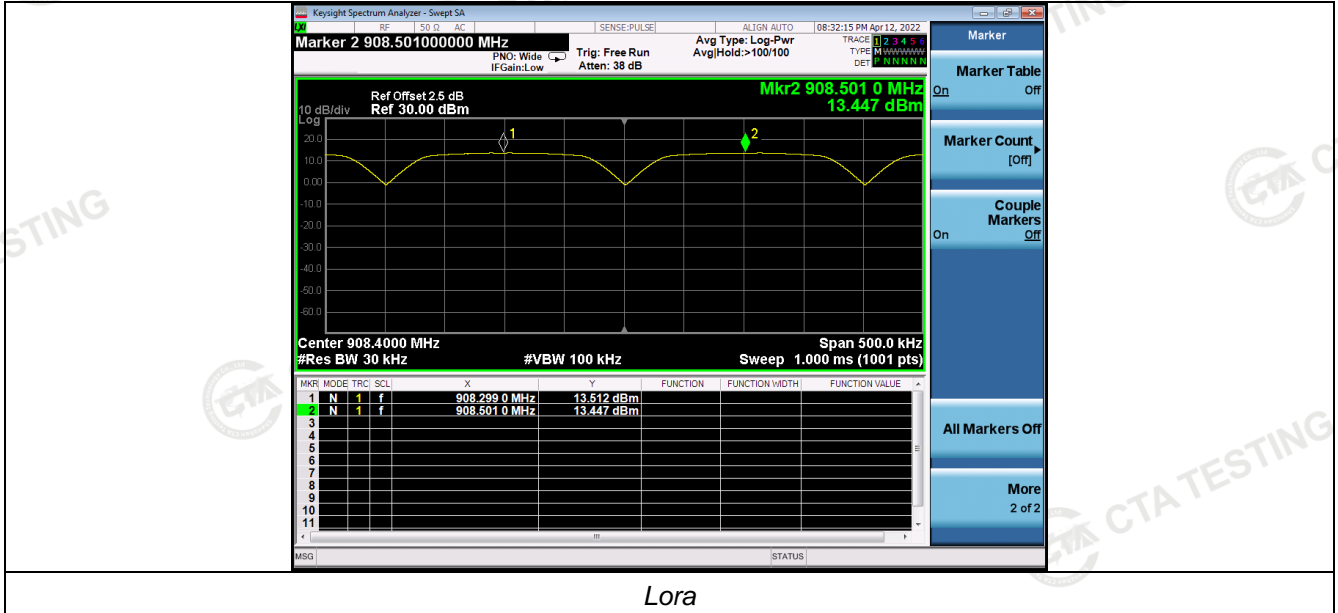 Keysight Spectrum Analyzer - Swept SA
LXI RF 50 Ω AC SENSE:PULSE ALIGN AUTO 08:32:15 PM Apr 12, 2022
Marker 2 908.501000000 MHz
PNO: Wide
IFGain:Low
Trig: Free Run
Atten: 38 dB
Avg Type: Log-Pwr
Avg|Hold:>100/100
TRACE 1 2 3 4 5 6
TYPE M WWWWW
DET P N N N N N
Mkr2 908.501 0 MHz
13.447 dBm
Ref Offset 2.5 dB
10 dB/div Ref 30.00 dBm
Log
20.0
10.0
0.00
-10.0
-20.0
-30.0
-40.0
-50.0
-60.0
1
2
Center 908.4000 MHz Span 500.0 kHz
#Res BW 30 kHz #VBW 100 kHz Sweep 1.000 ms (1001 pts)
MKR MODE TRC SCL X Y FUNCTION FUNCTION WIDTH FUNCTION VALUE
1 N 1 f 908.299 0 MHz 13.512 dBm
2 N 1 f 908.501 0 MHz 13.447 dBm
3
4
5
6
7
8
9
10
11
MSG STATUS
Marker
Marker Table
On Off
Marker Count
[Off]
Couple
Markers
On Off
All Markers Off
More
2 of 2
Lora
STING
TIN
CTA
C
CTA
CTA TESTING